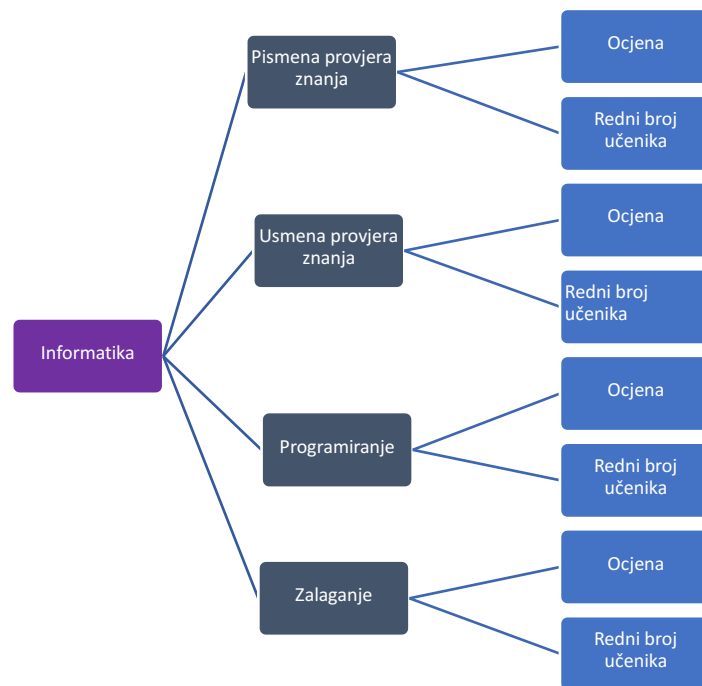 Pismena provjera
znanja
Ocjena
Redni broj
učenika
Usmena provjera
znanja
Ocjena
Redni broj
učenika
Informatika
Programiranje
Ocjena
Redni broj
učenika
Zalaganje
Ocjena
Redni broj
učenika